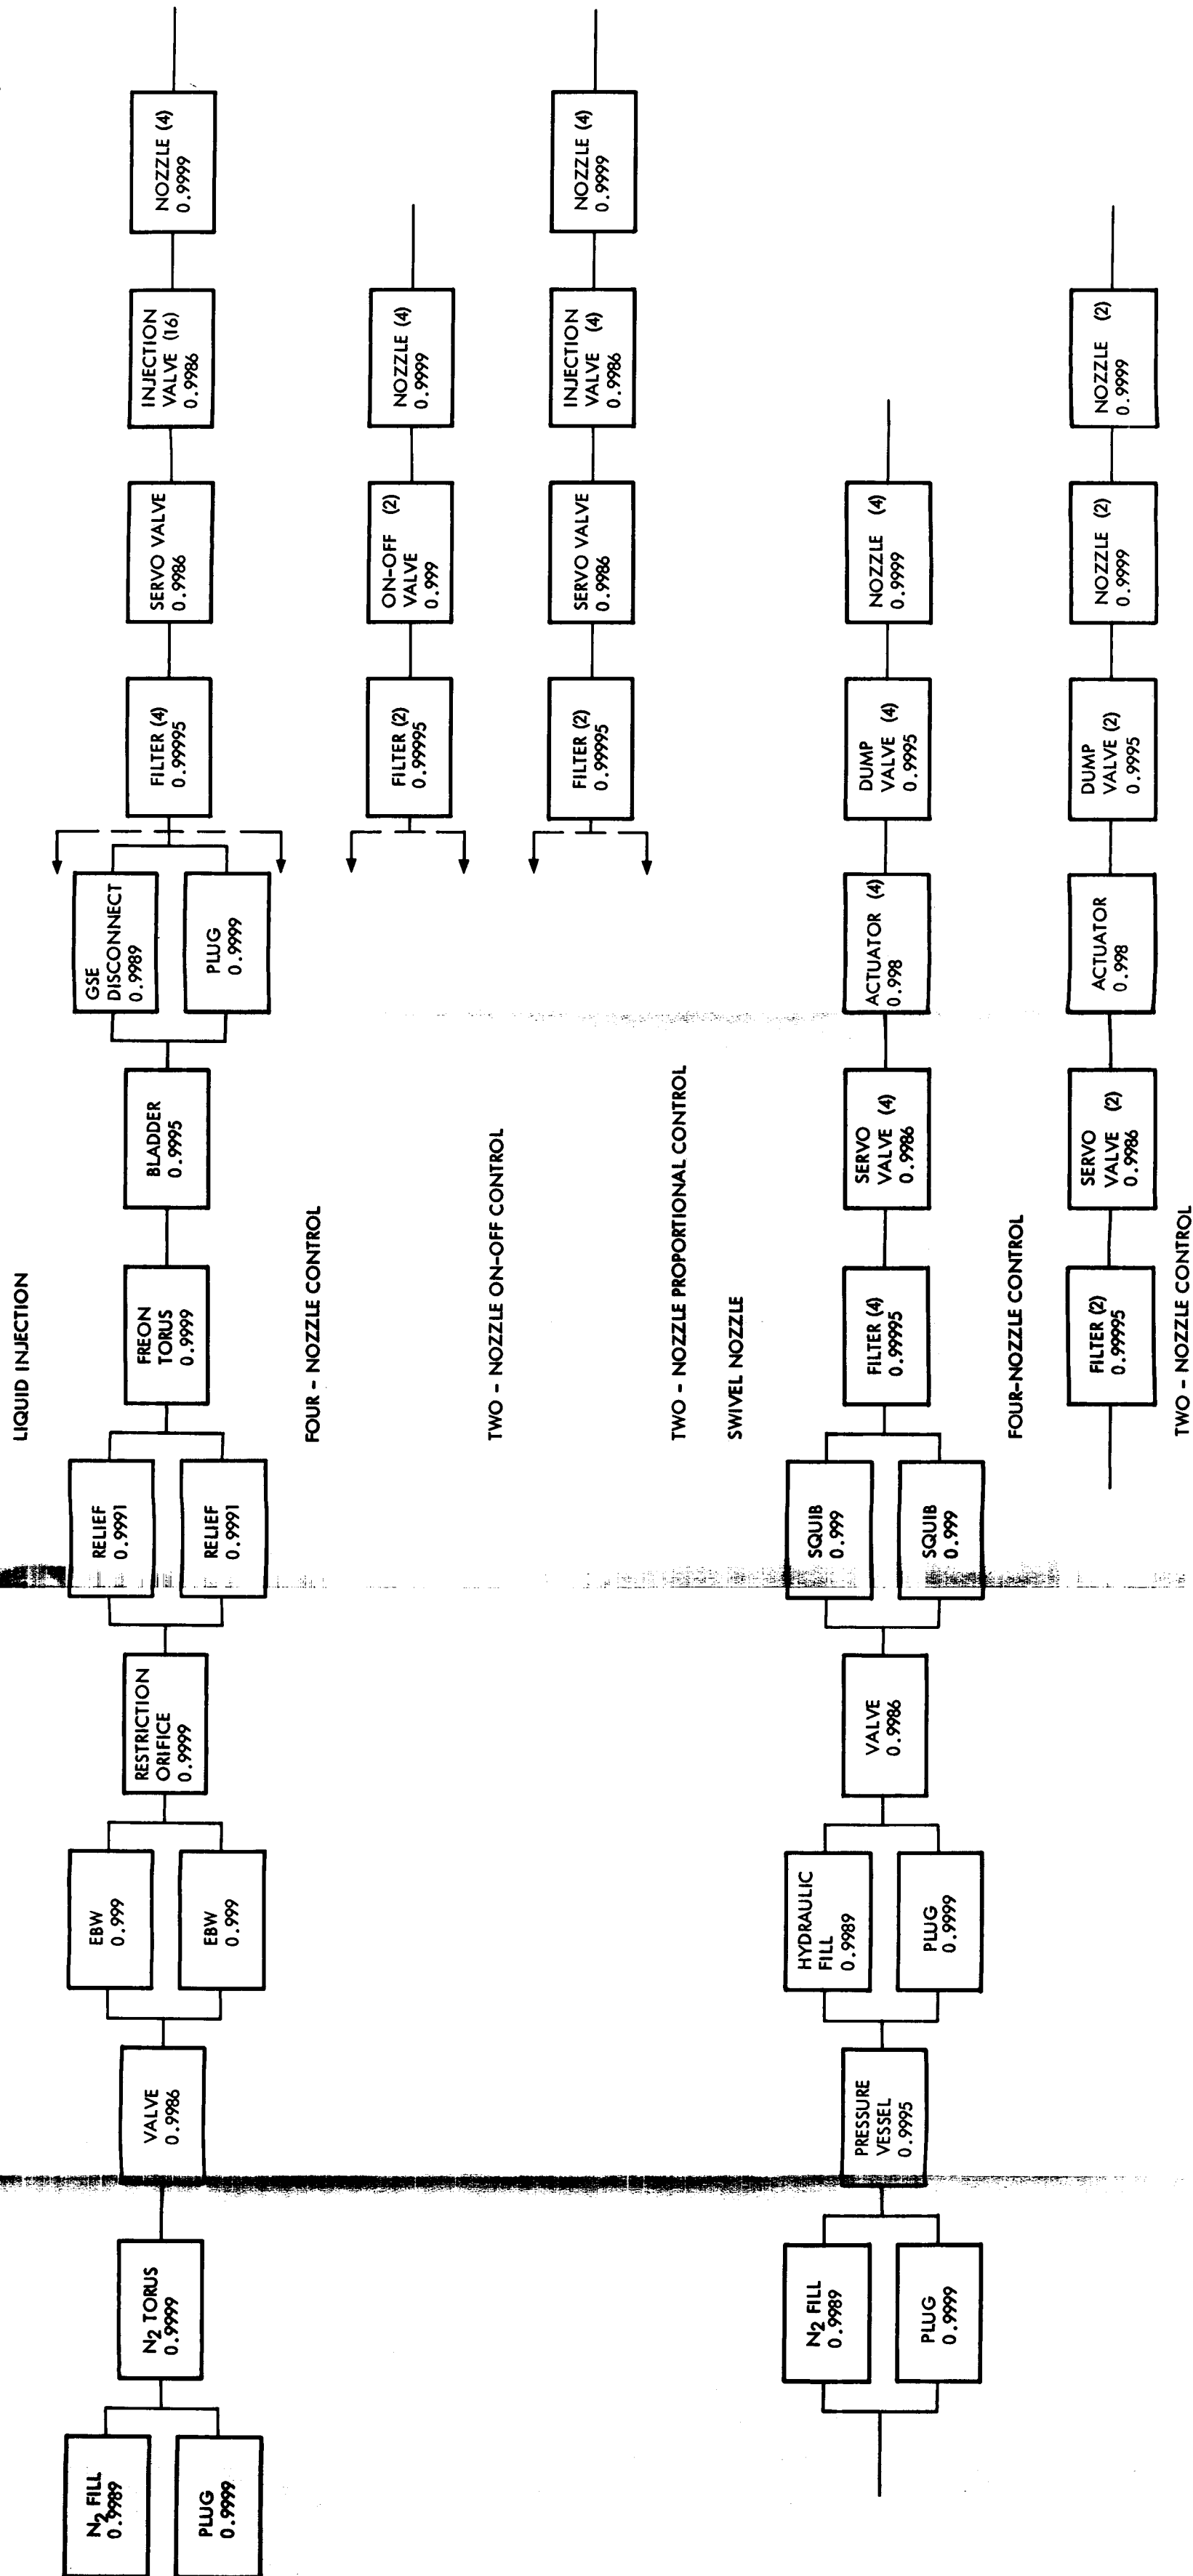 LIQUID INJECTION
N2 FILL
0.9989
PLUG
0.9999
N2 TORUS
0.9999
VALVE
0.9986
EBW
0.999
EBW
0.999
RESTRICTION
ORIFICE
0.9999
RELIEF
0.9991
RELIEF
0.9991
FREON
TORUS
0.9999
BLADDER
0.9995
GSE
DISCONNECT
0.9989
PLUG
0.9999
FILTER (4)
0.99995
SERVO VALVE
0.9986
INJECTION
VALVE (16)
0.9986
NOZZLE (4)
0.9999
FOUR - NOZZLE CONTROL
FILTER (2)
0.99995
ON-OFF (2)
VALVE
0.999
NOZZLE (4)
0.9999
TWO - NOZZLE ON-OFF CONTROL
FILTER (2)
0.99995
SERVO VALVE
0.9986
INJECTION
VALVE (4)
0.9986
NOZZLE (4)
0.9999
TWO - NOZZLE PROPORTIONAL CONTROL
SWIVEL NOZZLE
N2 FILL
0.9989
PLUG
0.9999
PRESSURE
VESSEL
0.9995
HYDRAULIC
FILL
0.9989
PLUG
0.9999
VALVE
0.9986
SQUIB
0.999
SQUIB
0.999
FILTER (4)
0.99995
SERVO
VALVE (4)
0.9986
ACTUATOR (4)
0.998
DUMP
VALVE (4)
0.9995
NOZZLE (4)
0.9999
FOUR-NOZZLE CONTROL
FILTER (2)
0.99995
SERVO
VALVE (2)
0.9986
ACTUATOR
0.998
DUMP
VALVE (2)
0.9995
NOZZLE (2)
0.9999
NOZZLE (2)
0.9999
TWO - NOZZLE CONTROL